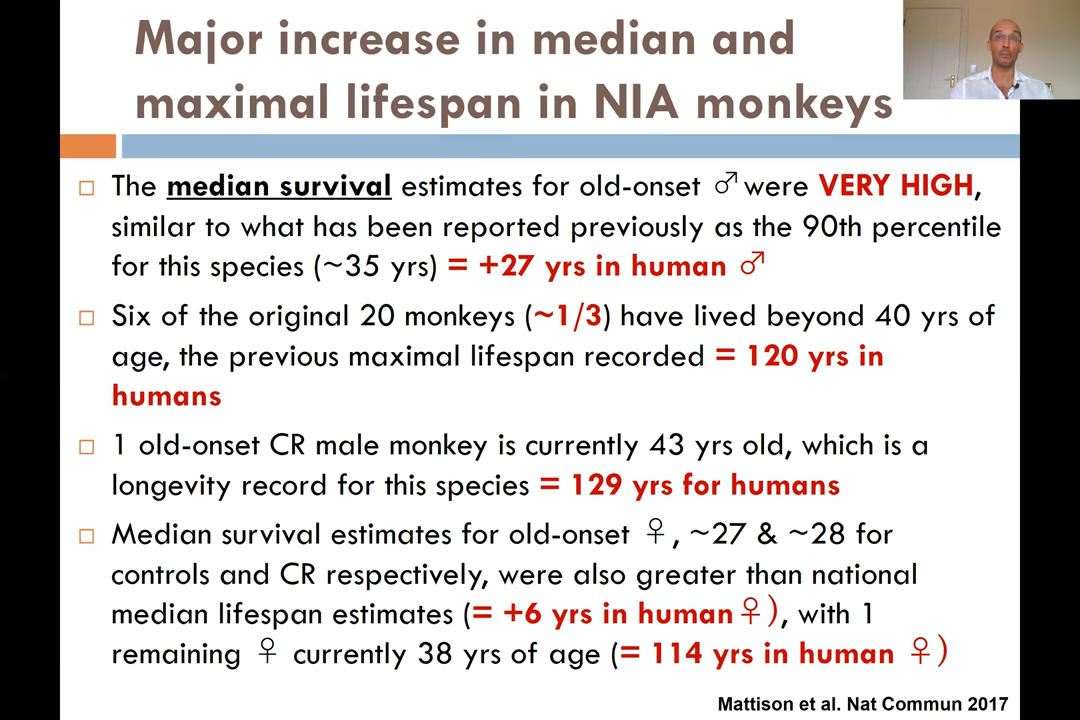 Major increase in median and
maximal lifespan in NIA monkeys
The median survival estimates for old-onset ♂ were VERY HIGH,
similar to what has been reported previously as the 90th percentile
for this species (~35 yrs) = +27 yrs in human ♂
Six of the original 20 monkeys (~1/3) have lived beyond 40 yrs of
age, the previous maximal lifespan recorded = 120 yrs in
humans
1 old-onset CR male monkey is currently 43 yrs old, which is a
longevity record for this species = 129 yrs for humans
Median survival estimates for old-onset ♀, ~27 & ~28 for
controls and CR respectively, were also greater than national
median lifespan estimates (= +6 yrs in human ♀), with 1
remaining ♀ currently 38 yrs of age (= 114 yrs in human ♀)
Mattison et al. Nat Commun 2017